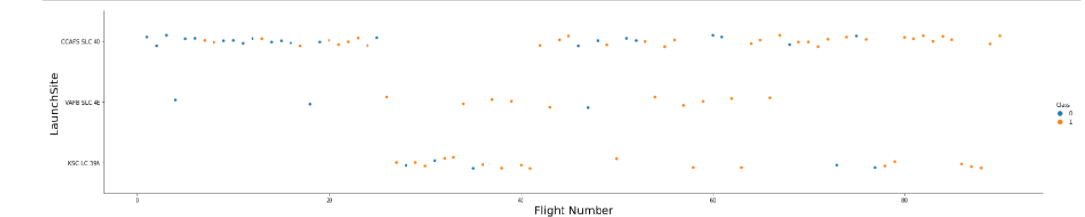 CCAFS SLC 40
VAFB SLC 4E
KSC LC 39A
LaunchSite
0
20
40
60
80
Flight Number
Class
0
1